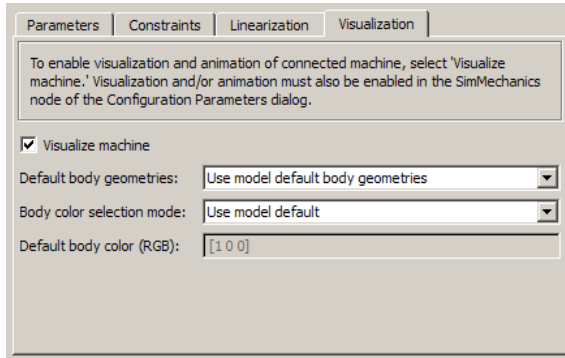 Parameters Constraints Linearization Visualization
To enable visualization and animation of connected machine, select 'Visualize
machine.' Visualization and/or animation must also be enabled in the SimMechanics
node of the Configuration Parameters dialog.
Visualize machine
Default body geometries: Use model default body geometries
Body color selection mode: Use model default
Default body color (RGB): [1 0 0]